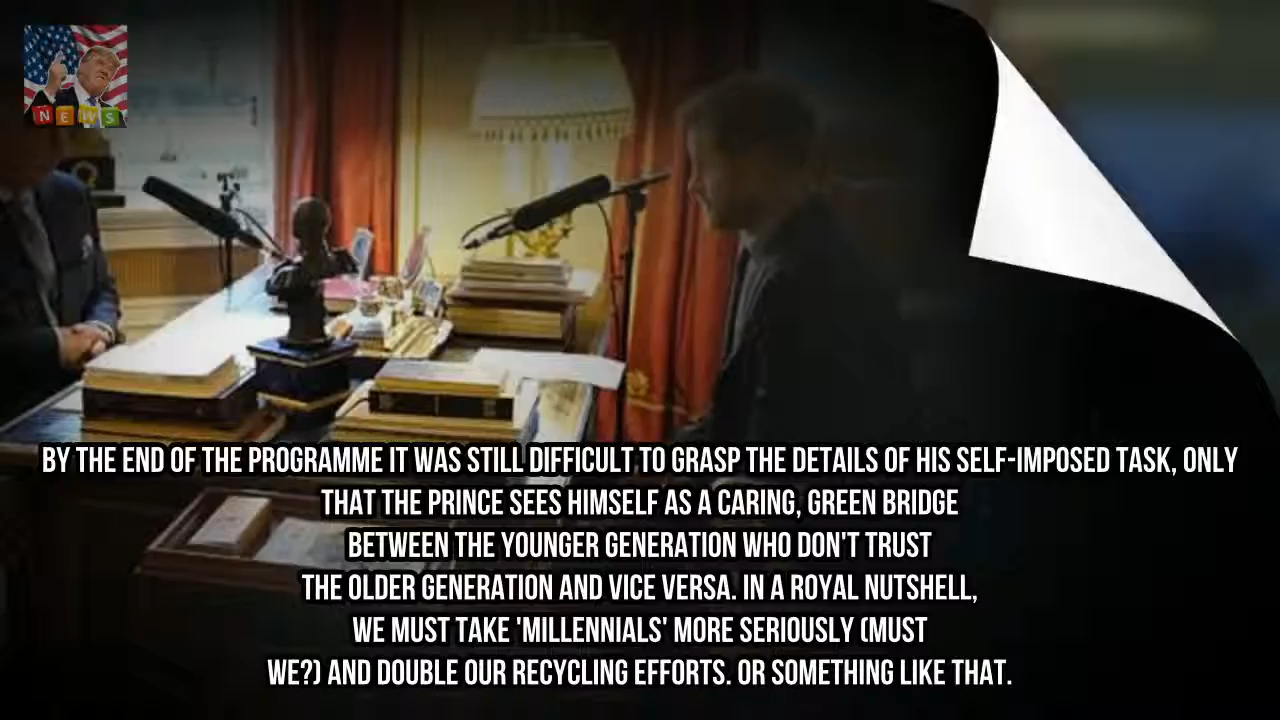 NEWS
BY THE END OF THE PROGRAMME IT WAS STILL DIFFICULT TO GRASP THE DETAILS OF HIS SELF-IMPOSED TASK, ONLY
THAT THE PRINCE SEES HIMSELF AS A CARING, GREEN BRIDGE
BETWEEN THE YOUNGER GENERATION WHO DON'T TRUST
THE OLDER GENERATION AND VICE VERSA. IN A ROYAL NUTSHELL,
WE MUST TAKE 'MILLENNIALS' MORE SERIOUSLY (MUST
WE?) AND DOUBLE OUR RECYCLING EFFORTS. OR SOMETHING LIKE THAT.